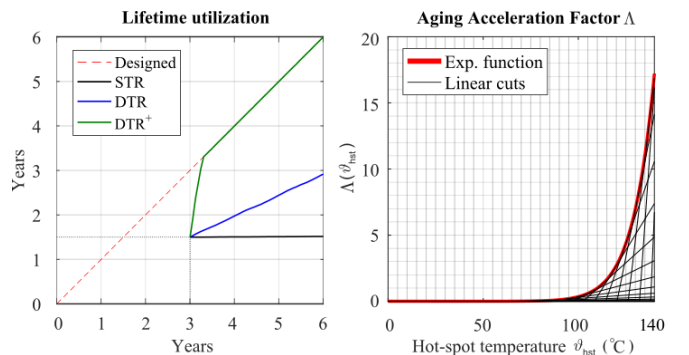 Lifetime utilization
6
5
4
3
2
1
0
Years
Designed
STR
DTR
DTR+
0 1 2 3 4 5 6
Years
Aging Acceleration Factor Λ
20
15
10
5
0
Λ(ϑhst)
Exp. function
Linear cuts
0 50 100 140
Hot-spot temperature ϑhst (°C)